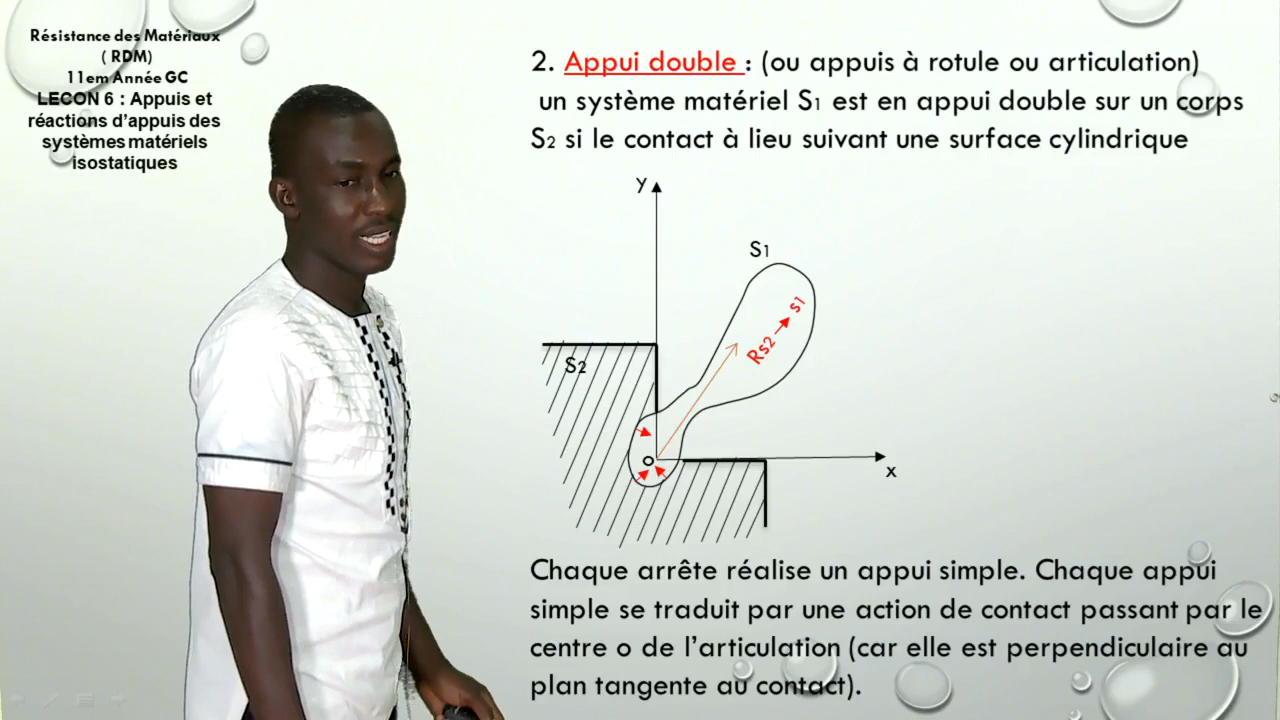 Résistance des Matériaux
( RDM)
11em Année GC
LECON 6 : Appuis et
réactions d'appuis des
systèmes matériels
isostatiques
2. Appui double : (ou appuis à rotule ou articulation)
un système matériel S1 est en appui double sur un corps
S2 si le contact à lieu suivant une surface cylindrique
y
S1
Rs2 → s1
S2
o
x
Chaque arrête réalise un appui simple. Chaque appui
simple se traduit par une action de contact passant par le
centre o de l'articulation (car elle est perpendiculaire au
plan tangente au contact).